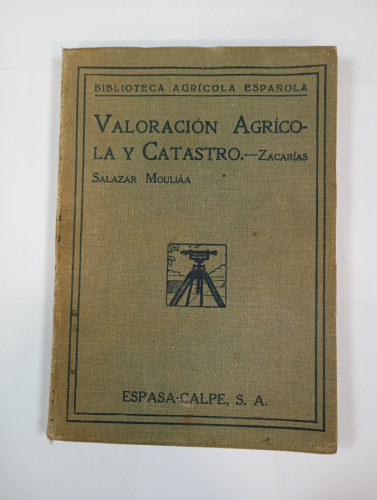 BIBLIOTECA AGRÍCOLA ESPAÑOLA
VALORACIÓN AGRÍCO-
LA Y CATASTRO.—ZACARÍAS
SALAZAR MOULIÁA
ESPASA-CALPE, S. A.